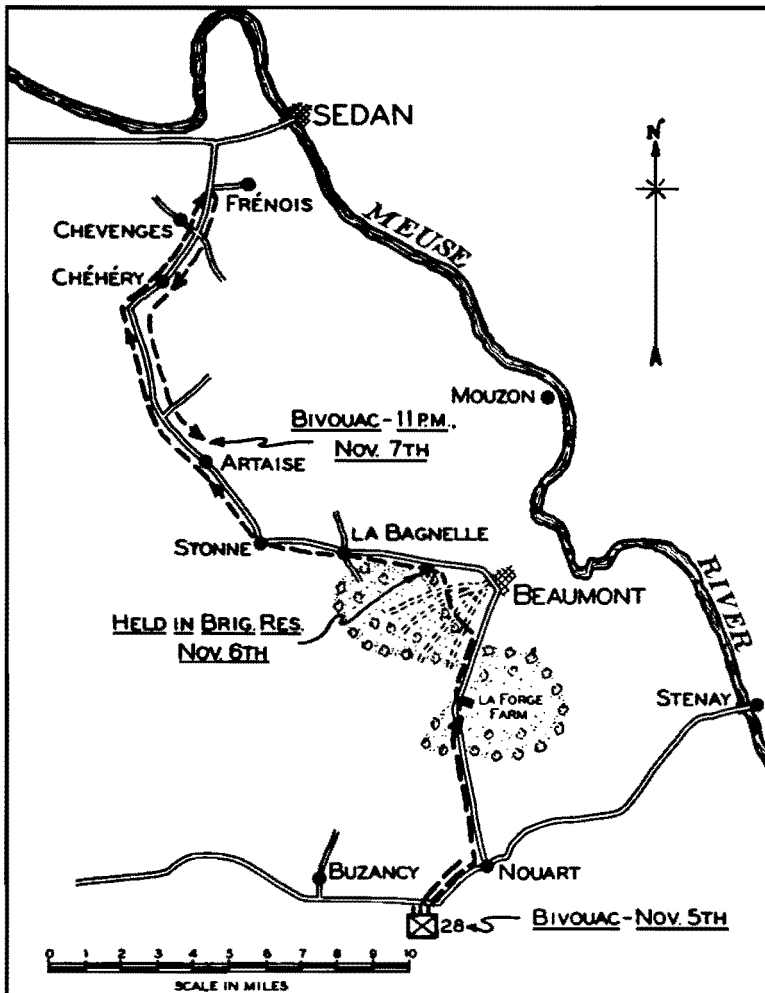 SEDAN
N
FRÉNOIS
MEUSE
CHEVENGES
CHÉHÉRY
MOUZON
BIVOUAC - 11 P.M.,
NOV. 7TH
ARTAISE
STONNE
LA BAGNELLE
BEAUMONT
RIVER
HELD IN BRIG. RES.
NOV. 6TH
LA FORGE
FARM
STENAY
BUZANCY
NOUART
28
BIVOUAC - NOV. 5TH
0 1 2 3 4 5 6 7 8 9 10
SCALE IN MILES